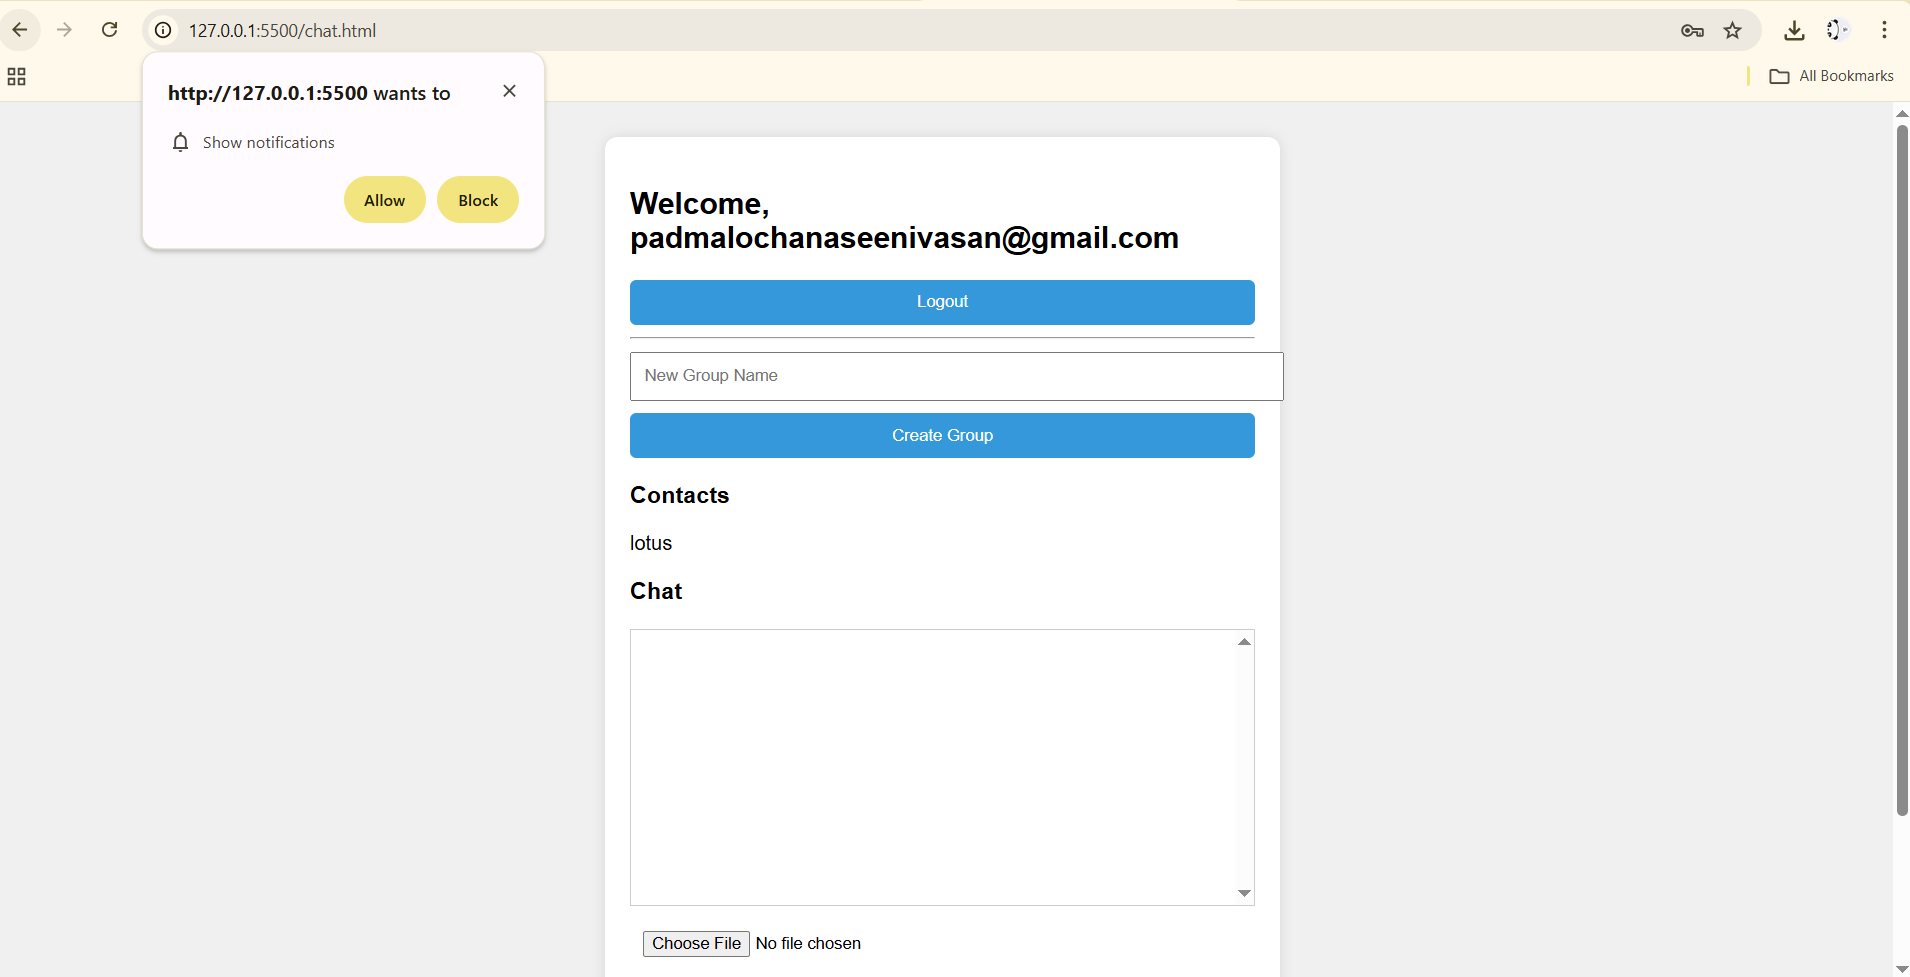 127.0.0.1:5500/chat.html
All Bookmarks
http://127.0.0.1:5500 wants to
Show notifications
Allow
Block
Welcome,
padmalochanaseenivasan@gmail.com
Logout
New Group Name
Create Group
Contacts
lotus
Chat
Choose File No file chosen